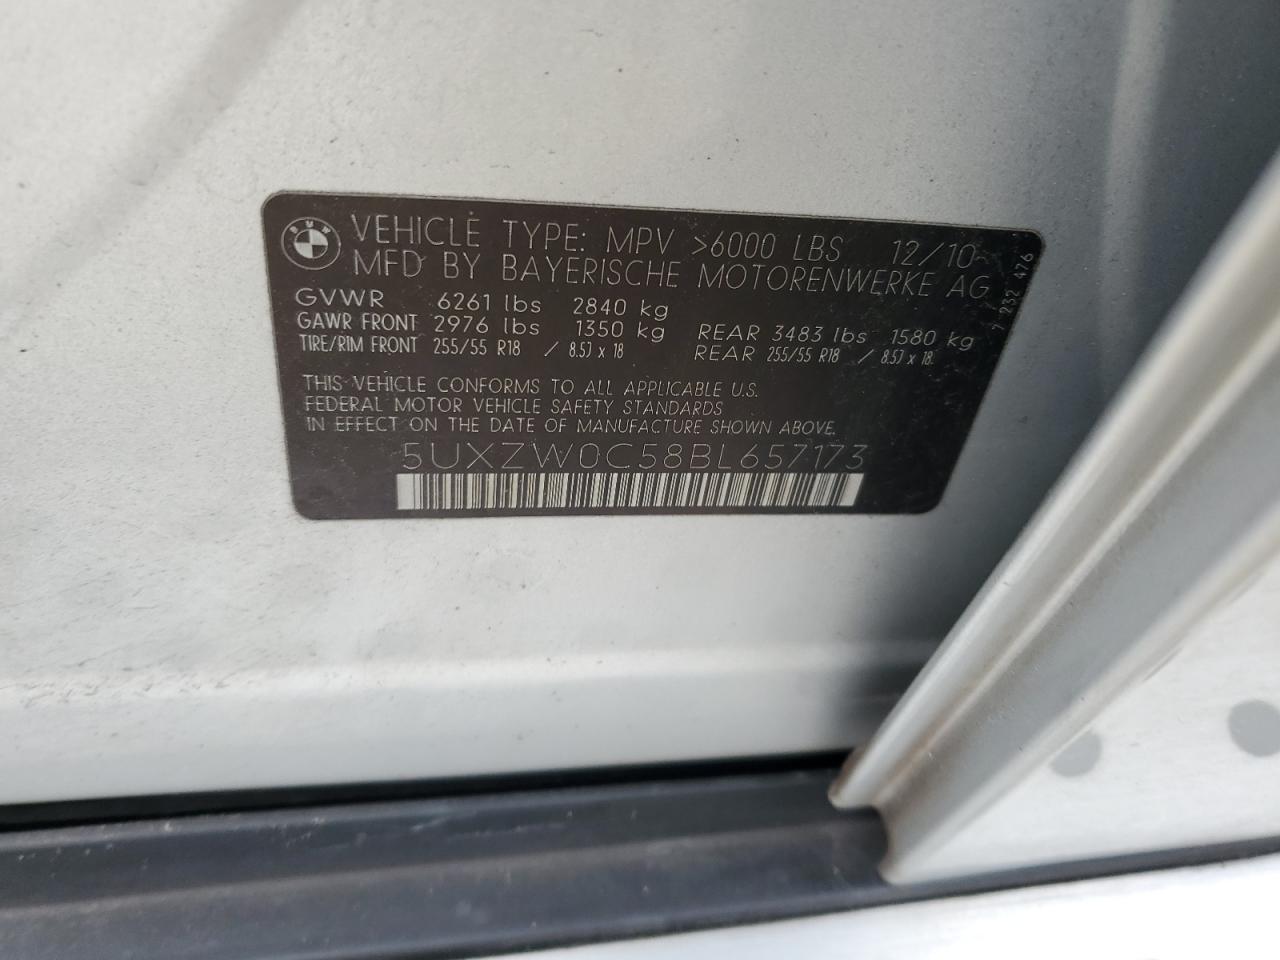 BMW
VEHICLE TYPE: MPV >6000 LBS 12/10
MFD BY BAYERISCHE MOTORENWERKE AG
GVWR 6261 lbs 2840 kg
GAWR FRONT 2976 lbs 1350 kg REAR 3483 lbs 1580 kg
TIRE/RIM FRONT 255/55 R18 / 8.5J x 18 REAR 255/55 R18 / 8.5J x 18
THIS VEHICLE CONFORMS TO ALL APPLICABLE U.S.
FEDERAL MOTOR VEHICLE SAFETY STANDARDS
IN EFFECT ON THE DATE OF MANUFACTURE SHOWN ABOVE.
5UXZW0C58BL657173
7 232 476